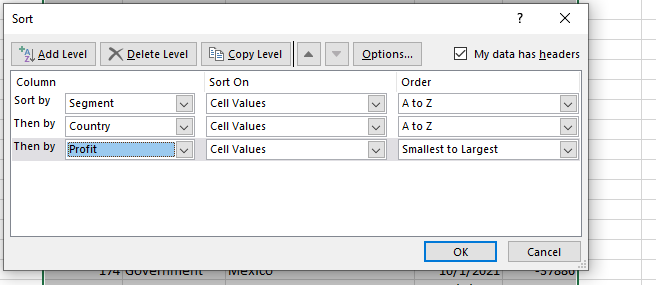 Sort
? ×
Add Level Delete Level Copy Level Options... My data has headers
Column Sort On Order
Sort by Segment Cell Values A to Z
Then by Country Cell Values A to Z
Then by Profit Cell Values Smallest to Largest
OK Cancel
174 Government Mexico 10/1/2021 -37880